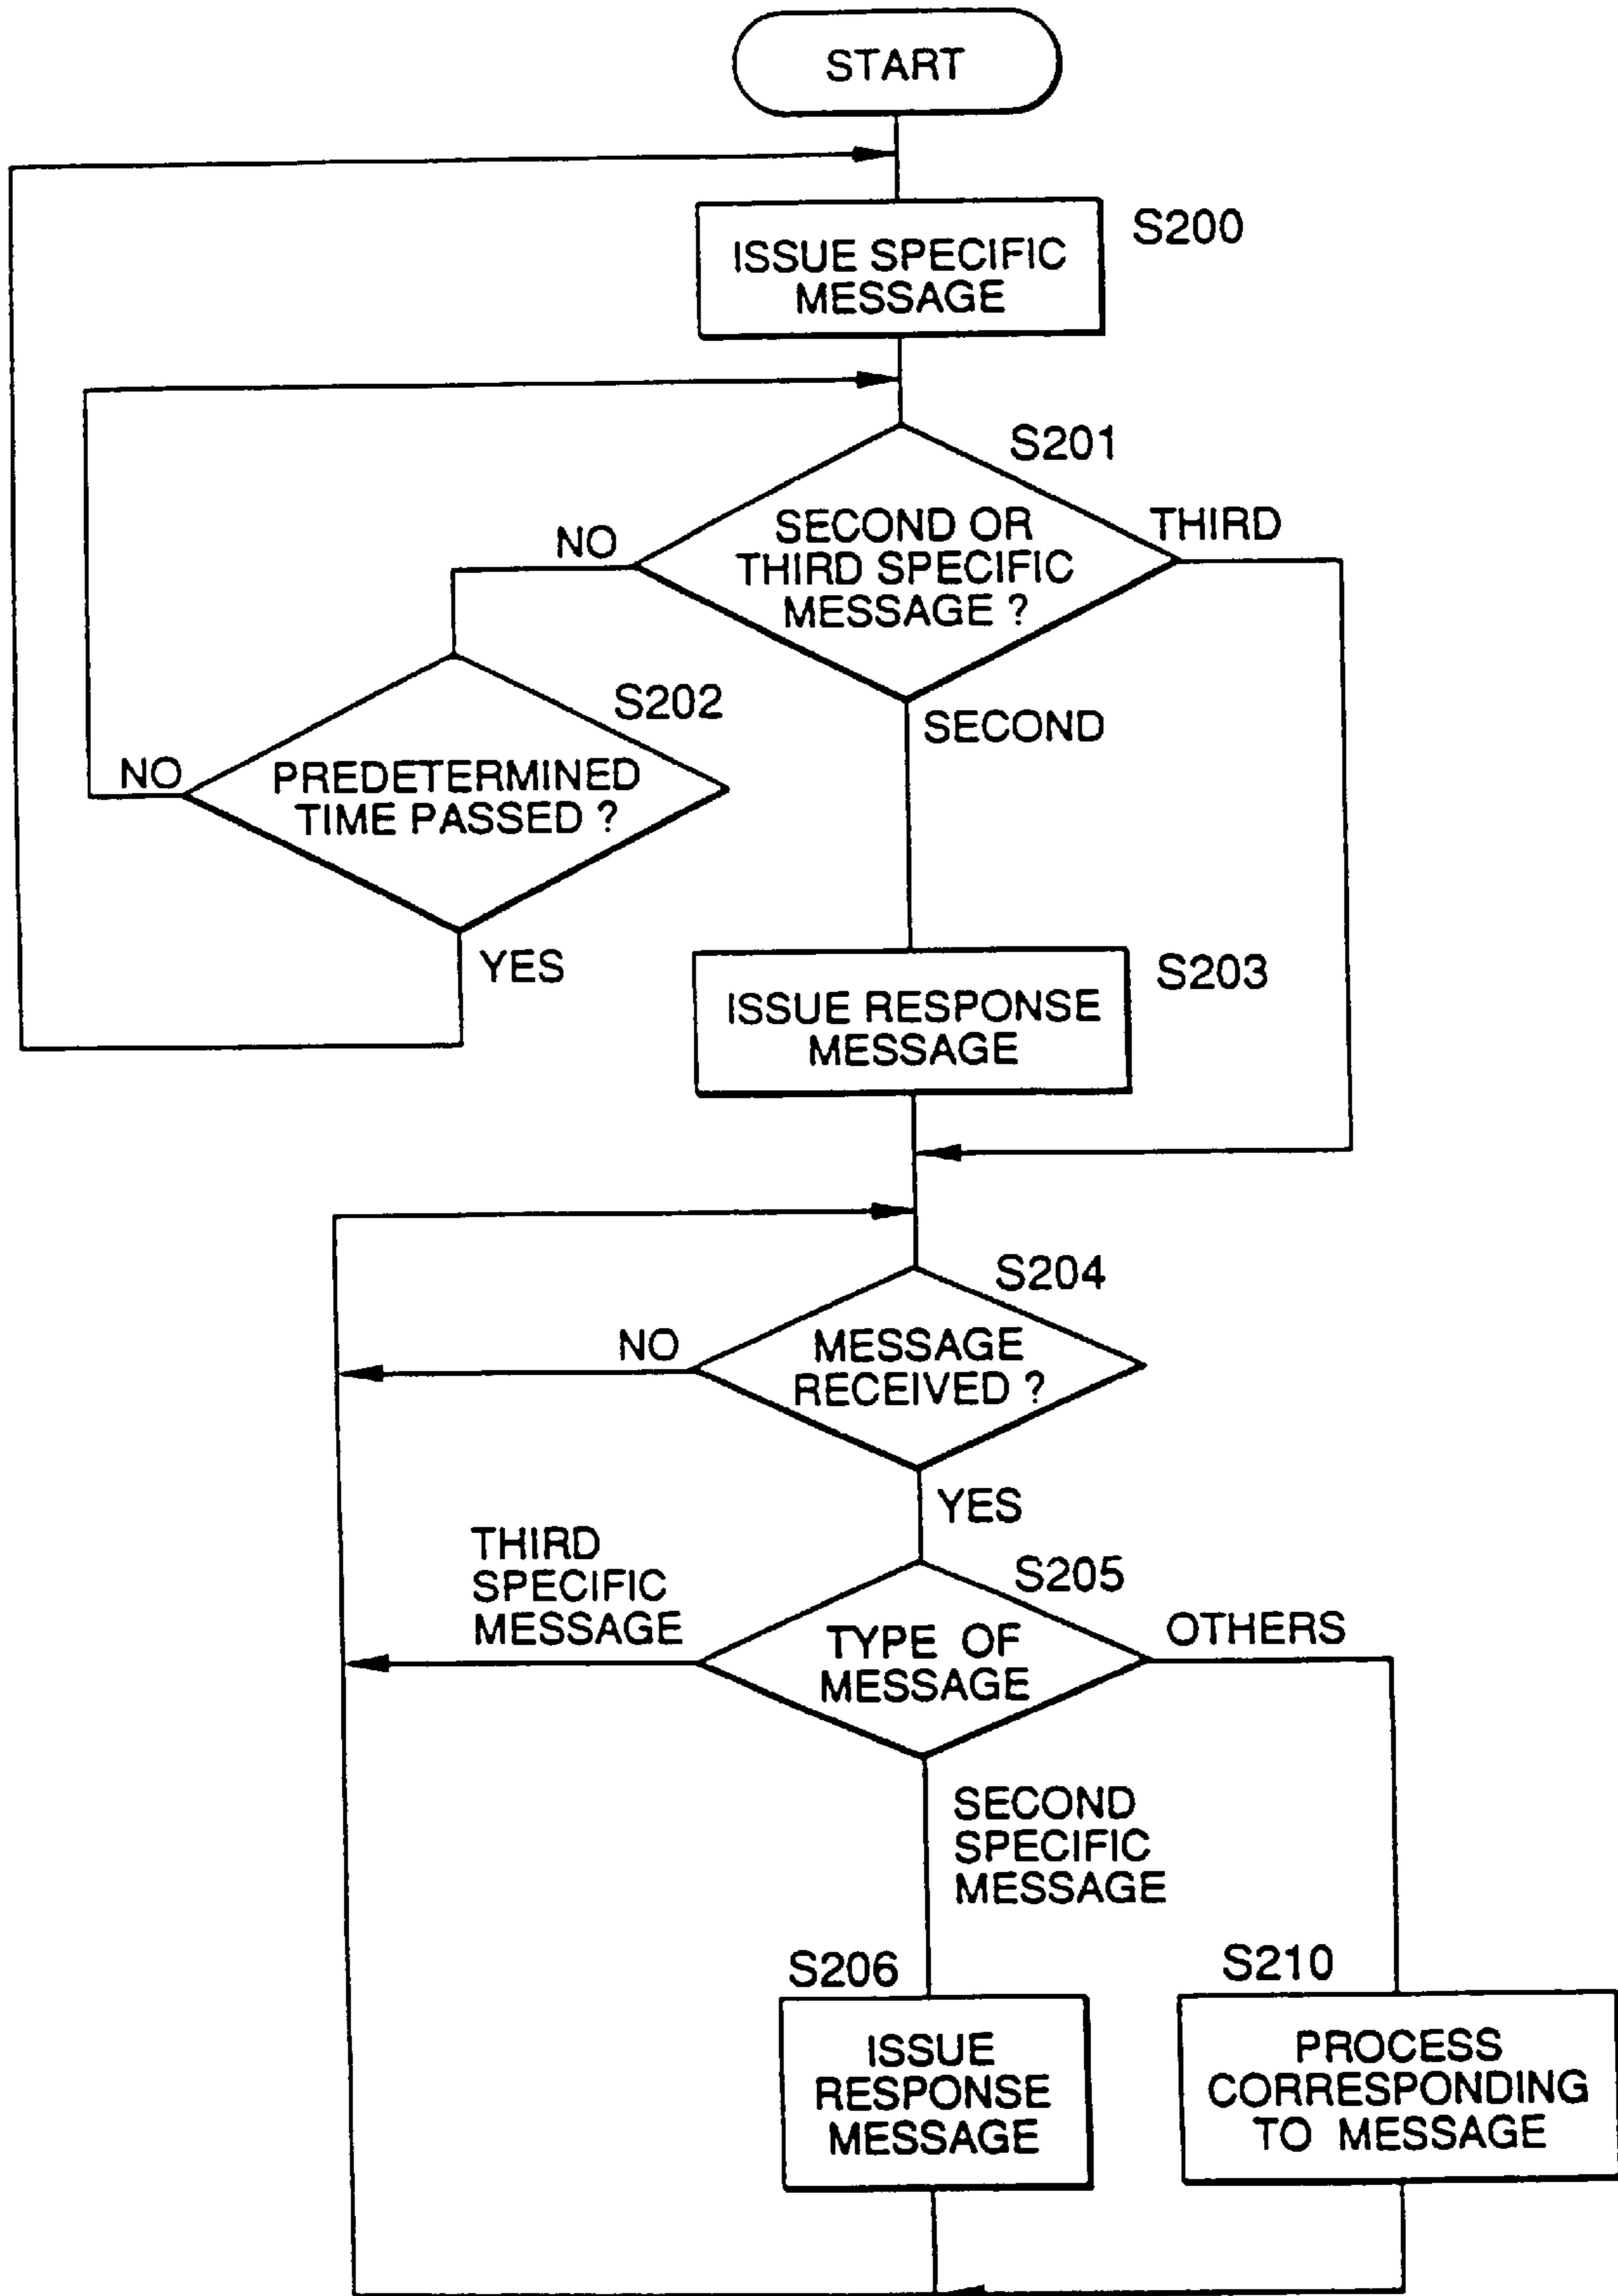 START
S200
ISSUE SPECIFIC
MESSAGE
S201
SECOND OR
THIRD SPECIFIC
MESSAGE ?
NO
THIRD
SECOND
S202
PREDETERMINED
TIME PASSED ?
NO
YES
S203
ISSUE RESPONSE
MESSAGE
S204
MESSAGE
RECEIVED ?
NO
YES
S205
TYPE OF
MESSAGE
THIRD
SPECIFIC
MESSAGE
OTHERS
SECOND
SPECIFIC
MESSAGE
S206
ISSUE
RESPONSE
MESSAGE
S210
PROCESS
CORRESPONDING
TO MESSAGE